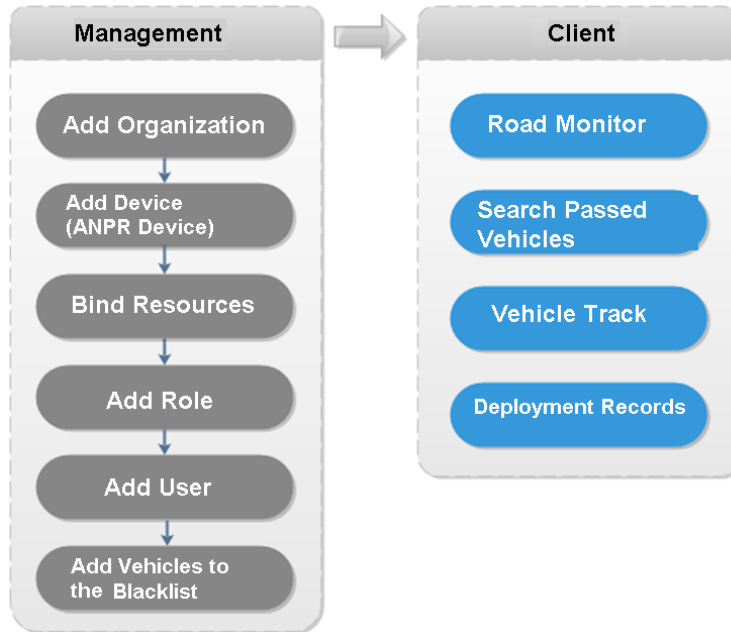 Management
Add Organization
Add Device
(ANPR Device)
Bind Resources
Add Role
Add User
Add Vehicles to
the Blacklist
Client
Road Monitor
Search Passed
Vehicles
Vehicle Track
Deployment Records